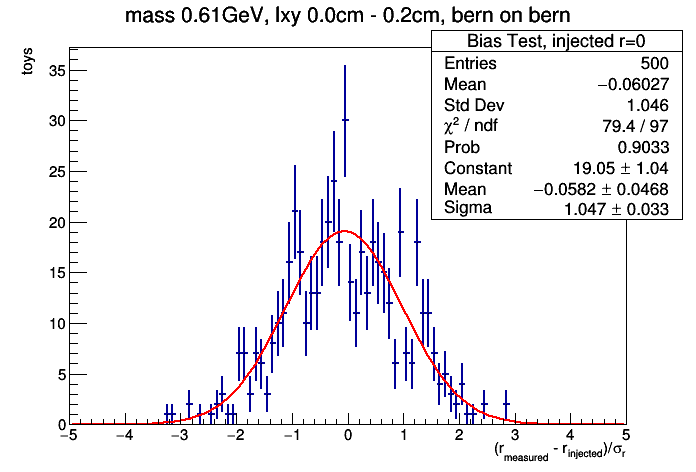 mass 0.61GeV, lxy 0.0cm - 0.2cm, bern on bern
Bias Test, injected r=0
Entries 500
Mean −0.06027
Std Dev 1.046
χ² / ndf 79.4 / 97
Prob 0.9033
Constant 19.05 ± 1.04
Mean −0.0582 ± 0.0468
Sigma 1.047 ± 0.033
toys
35
30
25
20
15
10
5
0
−5 −4 −3 −2 −1 0 1 2 3 4 5
(r_measured - r_injected)/σ_r